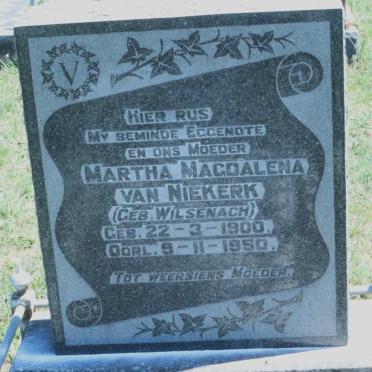 V
HIER RUS
MY BEMINDE EGGENOTE
EN ONS MOEDER
MARTHA MAGDALENA
VAN NIEKERK
(GEB. WILSENACH)
GEB. 22-3-1900.
OORL. 9-11-1950.
TOT WEERSIENS MOEDER.